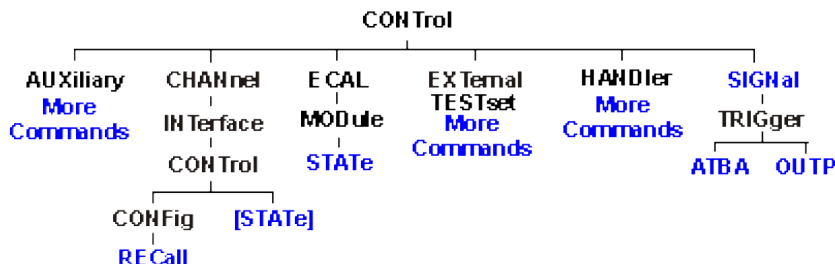 CONTrol
AUXiliary
More
Commands
CHANnel
INTerface
CONTrol
CONFig
RECall
[STATe]
ECAL
MODule
STATe
EXTernal
TESTset
More
Commands
HANDler
More
Commands
SIGNal
TRIGger
ATBA
OUTP